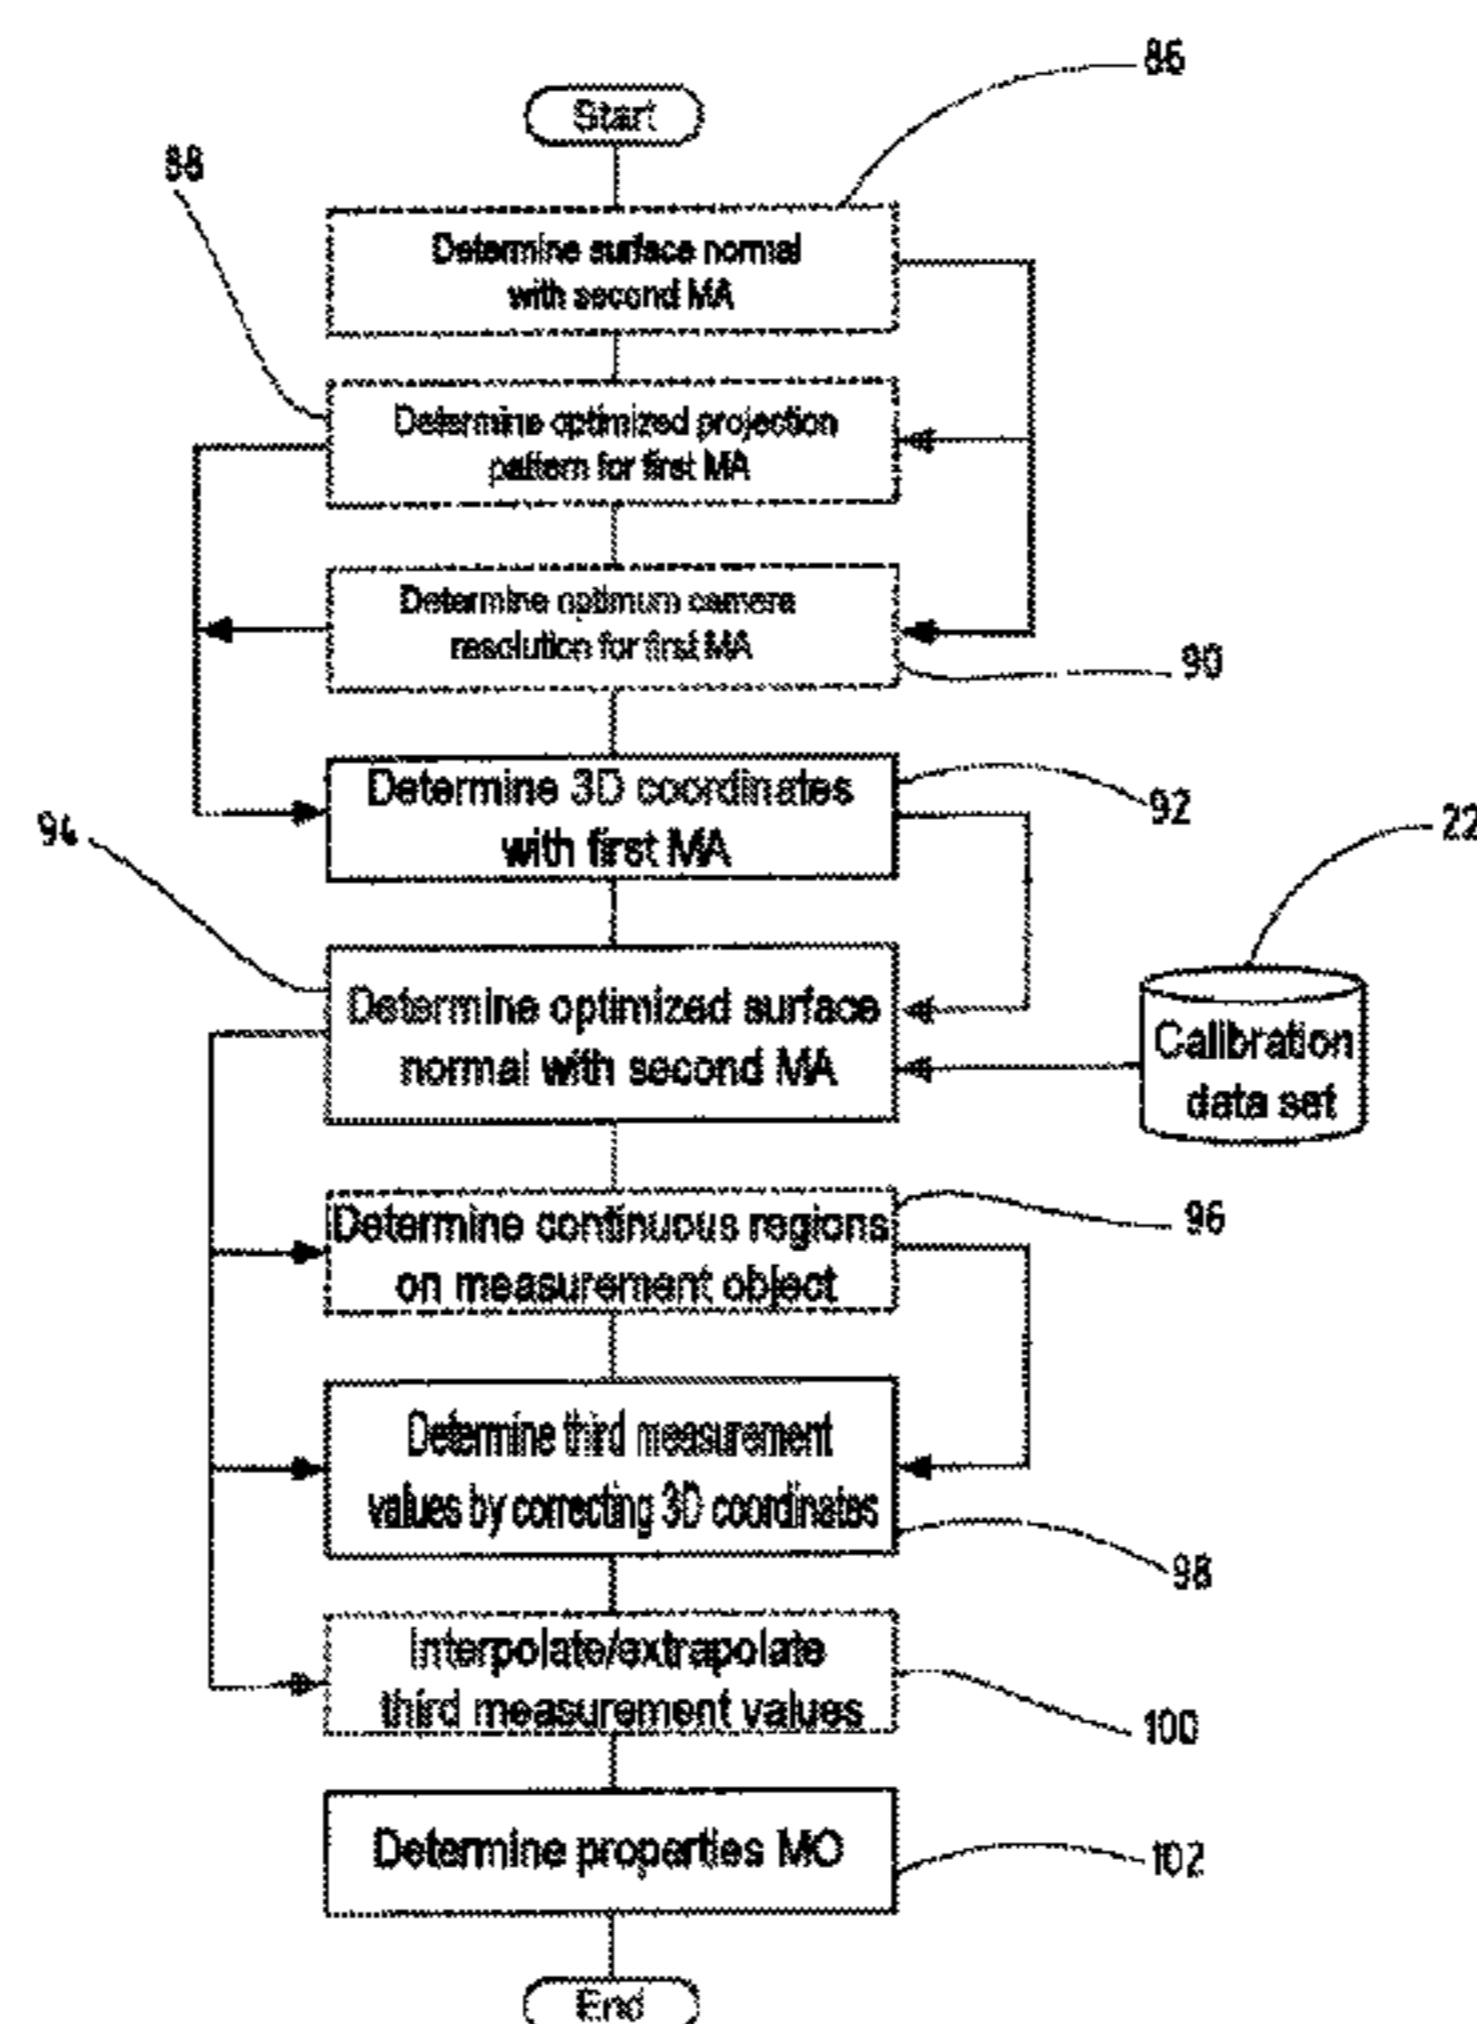 86
Start
88
Determine surface normal
with second MA
Determine optimized projection
pattern for first MA
Determine optimum camera
resolution for first MA
90
Determine 3D coordinates
with first MA
92
94
22
Determine optimized surface
normal with second MA
Calibration
data set
Determine continuous regions
on measurement object
96
Determine third measurement
values by correcting 3D coordinates
98
Interpolate/extrapolate
third measurement values
100
Determine properties MO
102
End